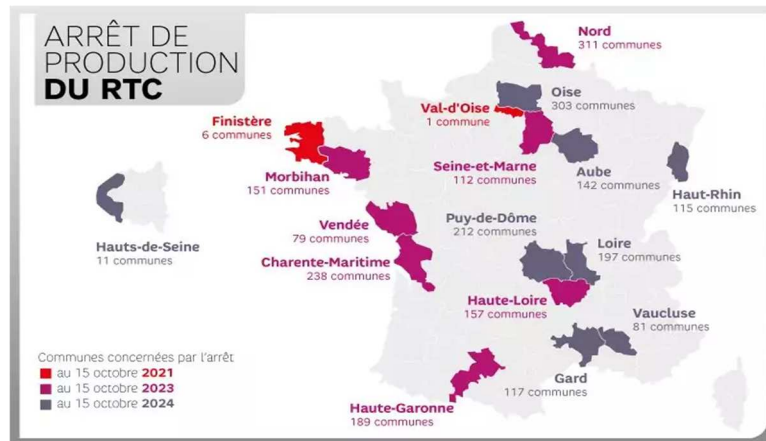 ARRÊT DE
PRODUCTION
DU RTC
Nord
311 communes
Oise
303 communes
Val-d'Oise
1 commune
Finistère
6 communes
Seine-et-Marne
112 communes
Aube
142 communes
Haut-Rhin
115 communes
Morbihan
151 communes
Hauts-de-Seine
11 communes
Vendée
79 communes
Puy-de-Dôme
212 communes
Loire
197 communes
Charente-Maritime
238 communes
Haute-Loire
157 communes
Vaucluse
81 communes
Gard
117 communes
Haute-Garonne
189 communes
Communes concernées par l'arrêt
au 15 octobre 2021
au 15 octobre 2023
au 15 octobre 2024